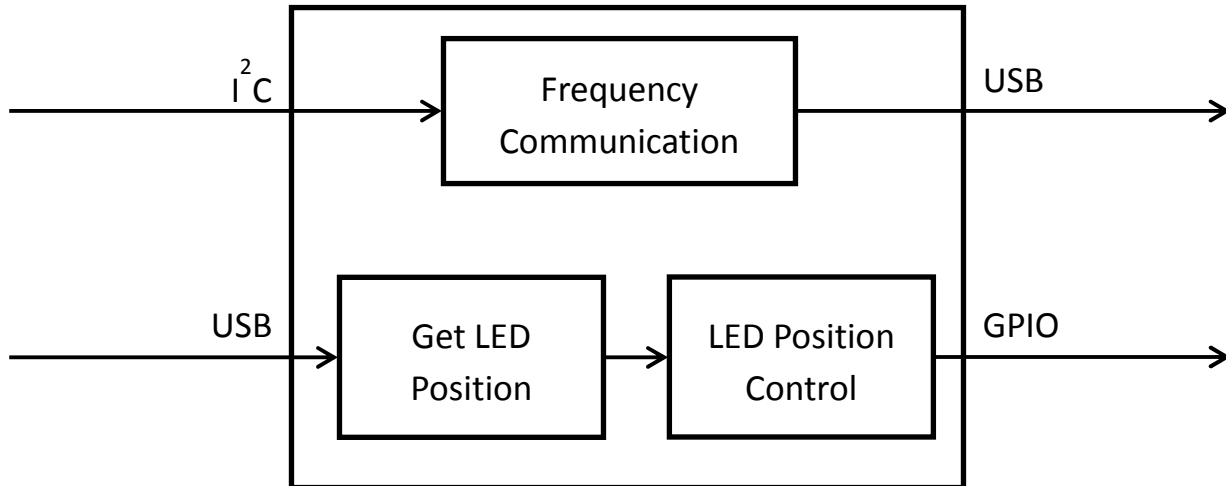 I²C
Frequency
Communication
USB
USB
Get LED
Position
LED Position
Control
GPIO